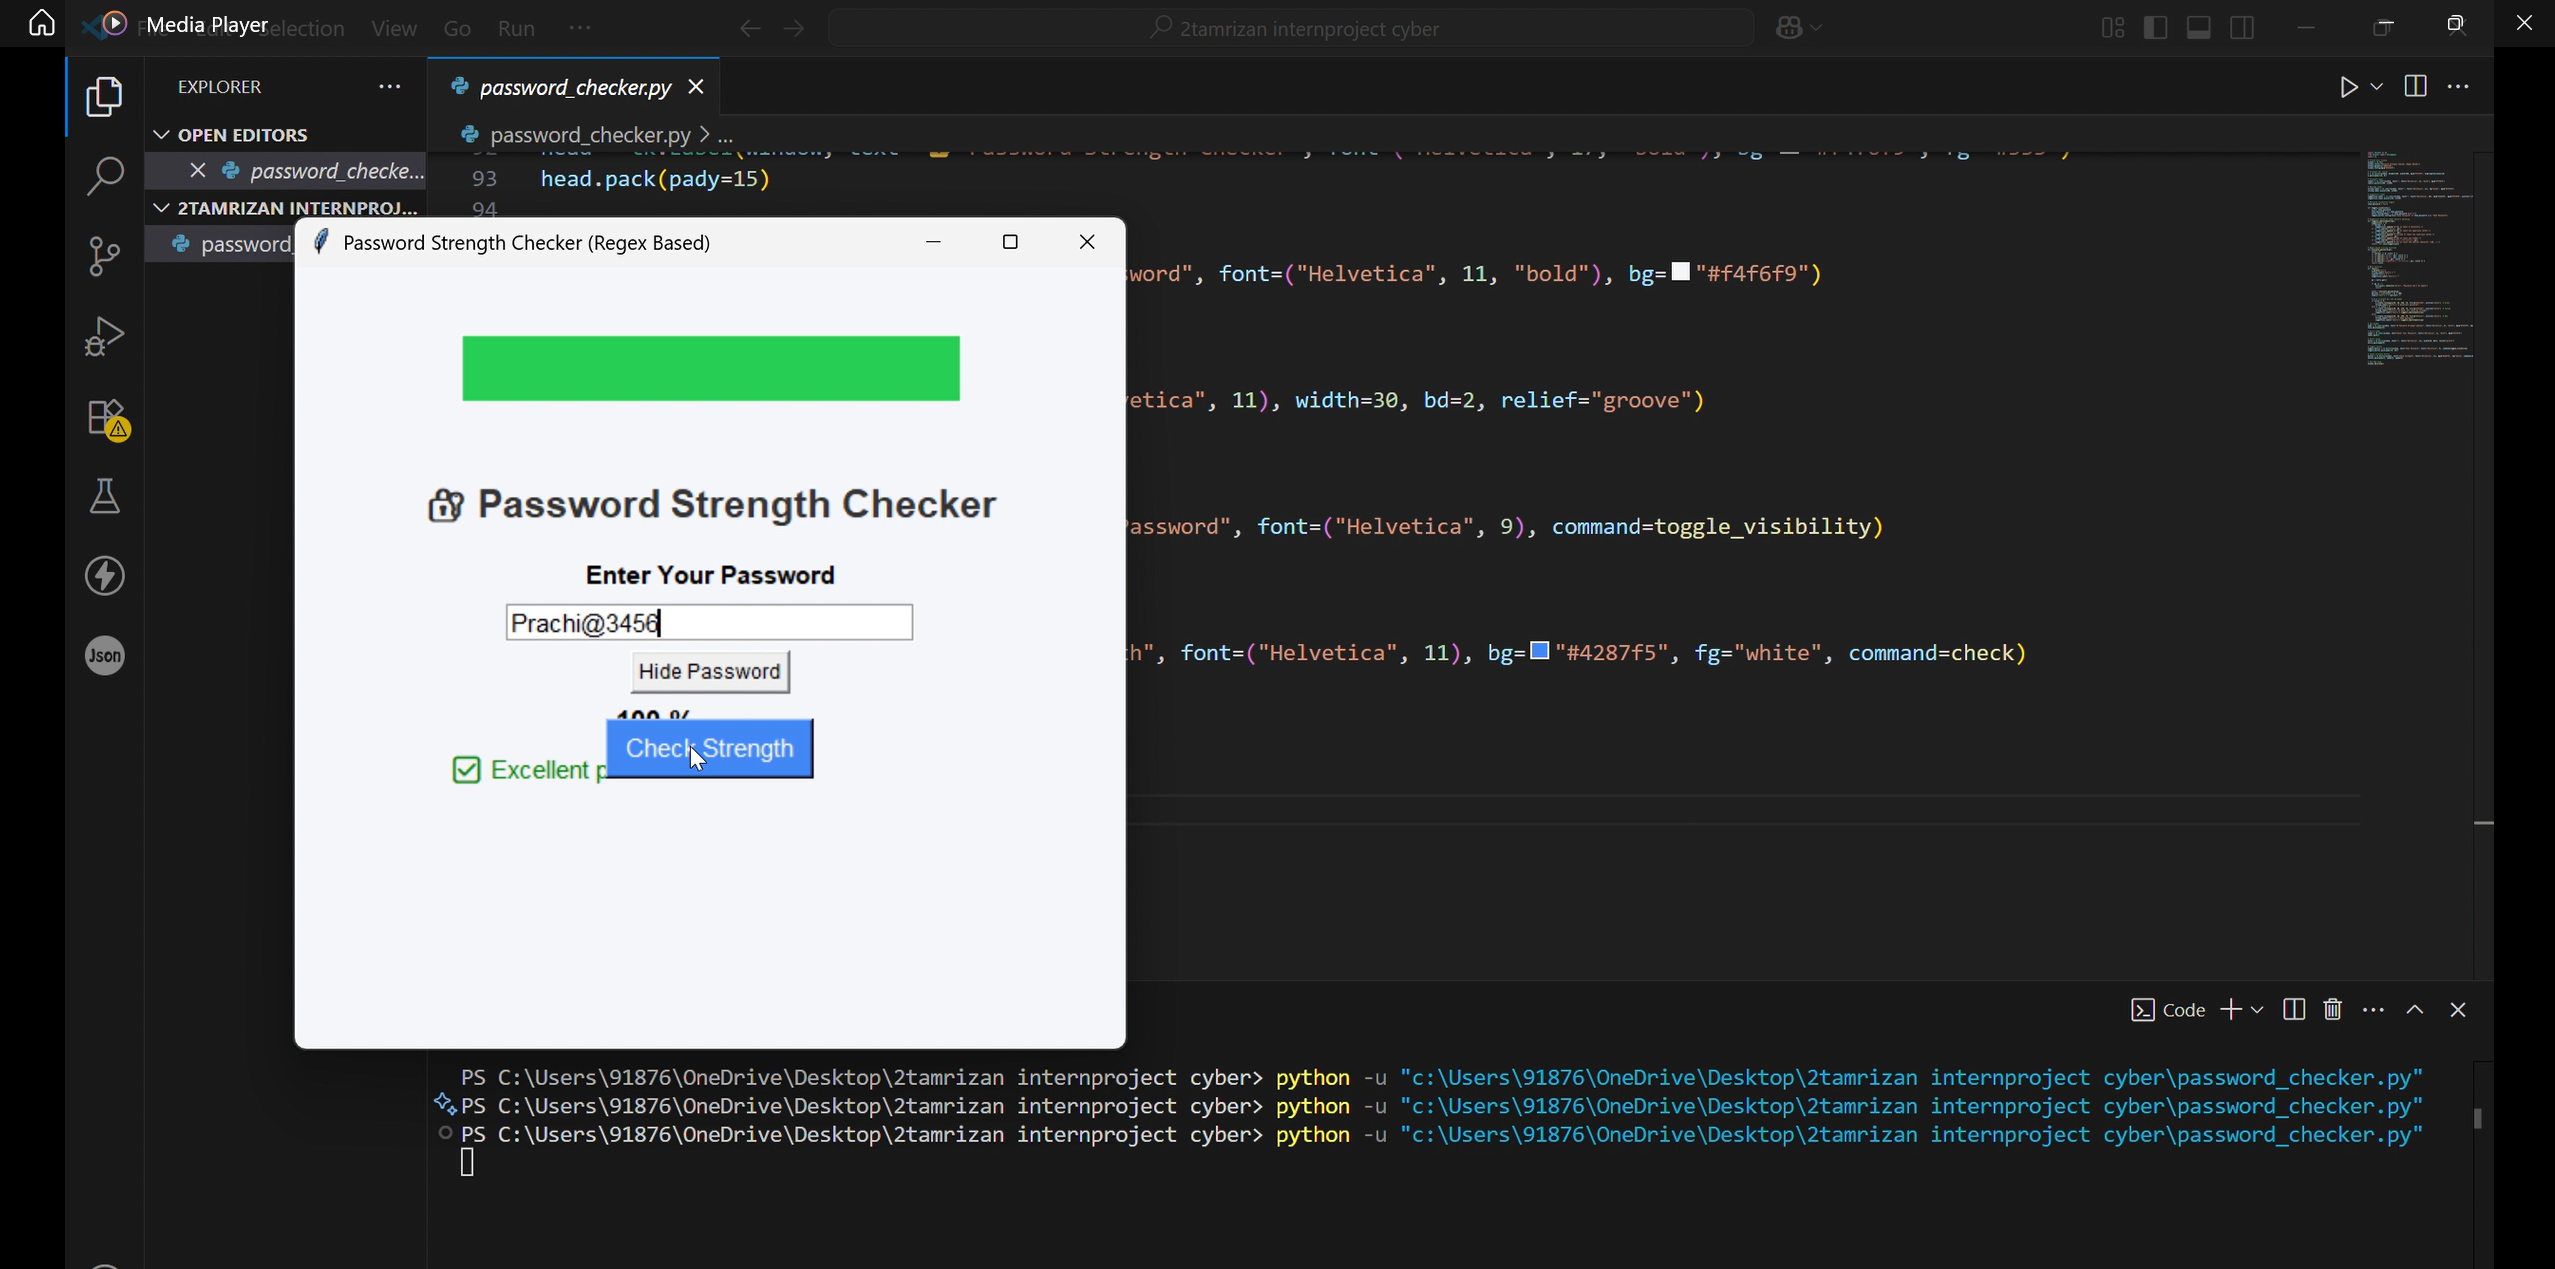 Media Player
Selection View Go Run ...
2tamrizan internproject cyber
EXPLORER ...
password_checker.py
OPEN EDITORS
password_checker.py > ...
password_checke...
2TAMRIZAN INTERNPROJ...
password_
93 head.pack(pady=15)
94
Password Strength Checker (Regex Based)
word", font=("Helvetica", 11, "bold"), bg="#f4f6f9")
etica", 11), width=30, bd=2, relief="groove")
🔐 Password Strength Checker
assword", font=("Helvetica", 9), command=toggle_visibility)
Enter Your Password
Prachi@3456
h", font=("Helvetica", 11), bg="#4287f5", fg="white", command=check)
Hide Password
100 %
Check Strength
Excellent p
Json
Code
PS C:\Users\91876\OneDrive\Desktop\2tamrizan internproject cyber> python -u "c:\Users\91876\OneDrive\Desktop\2tamrizan internproject cyber\password_checker.py"
PS C:\Users\91876\OneDrive\Desktop\2tamrizan internproject cyber> python -u "c:\Users\91876\OneDrive\Desktop\2tamrizan internproject cyber\password_checker.py"
PS C:\Users\91876\OneDrive\Desktop\2tamrizan internproject cyber> python -u "c:\Users\91876\OneDrive\Desktop\2tamrizan internproject cyber\password_checker.py"